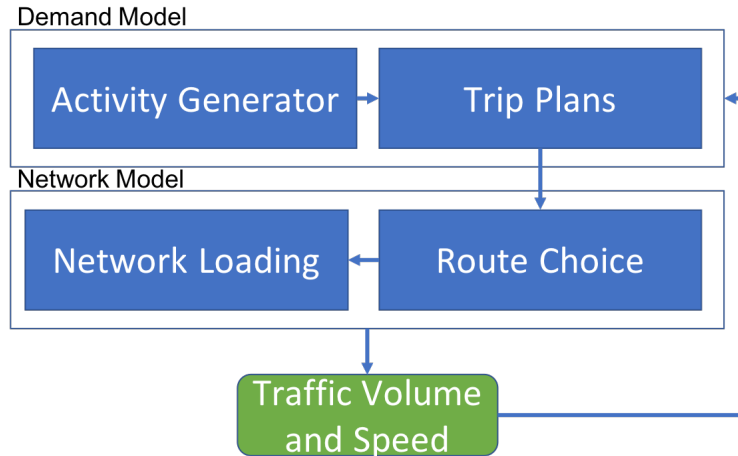 Demand Model
Activity Generator
Trip Plans
Network Model
Network Loading
Route Choice
Traffic Volume
and Speed